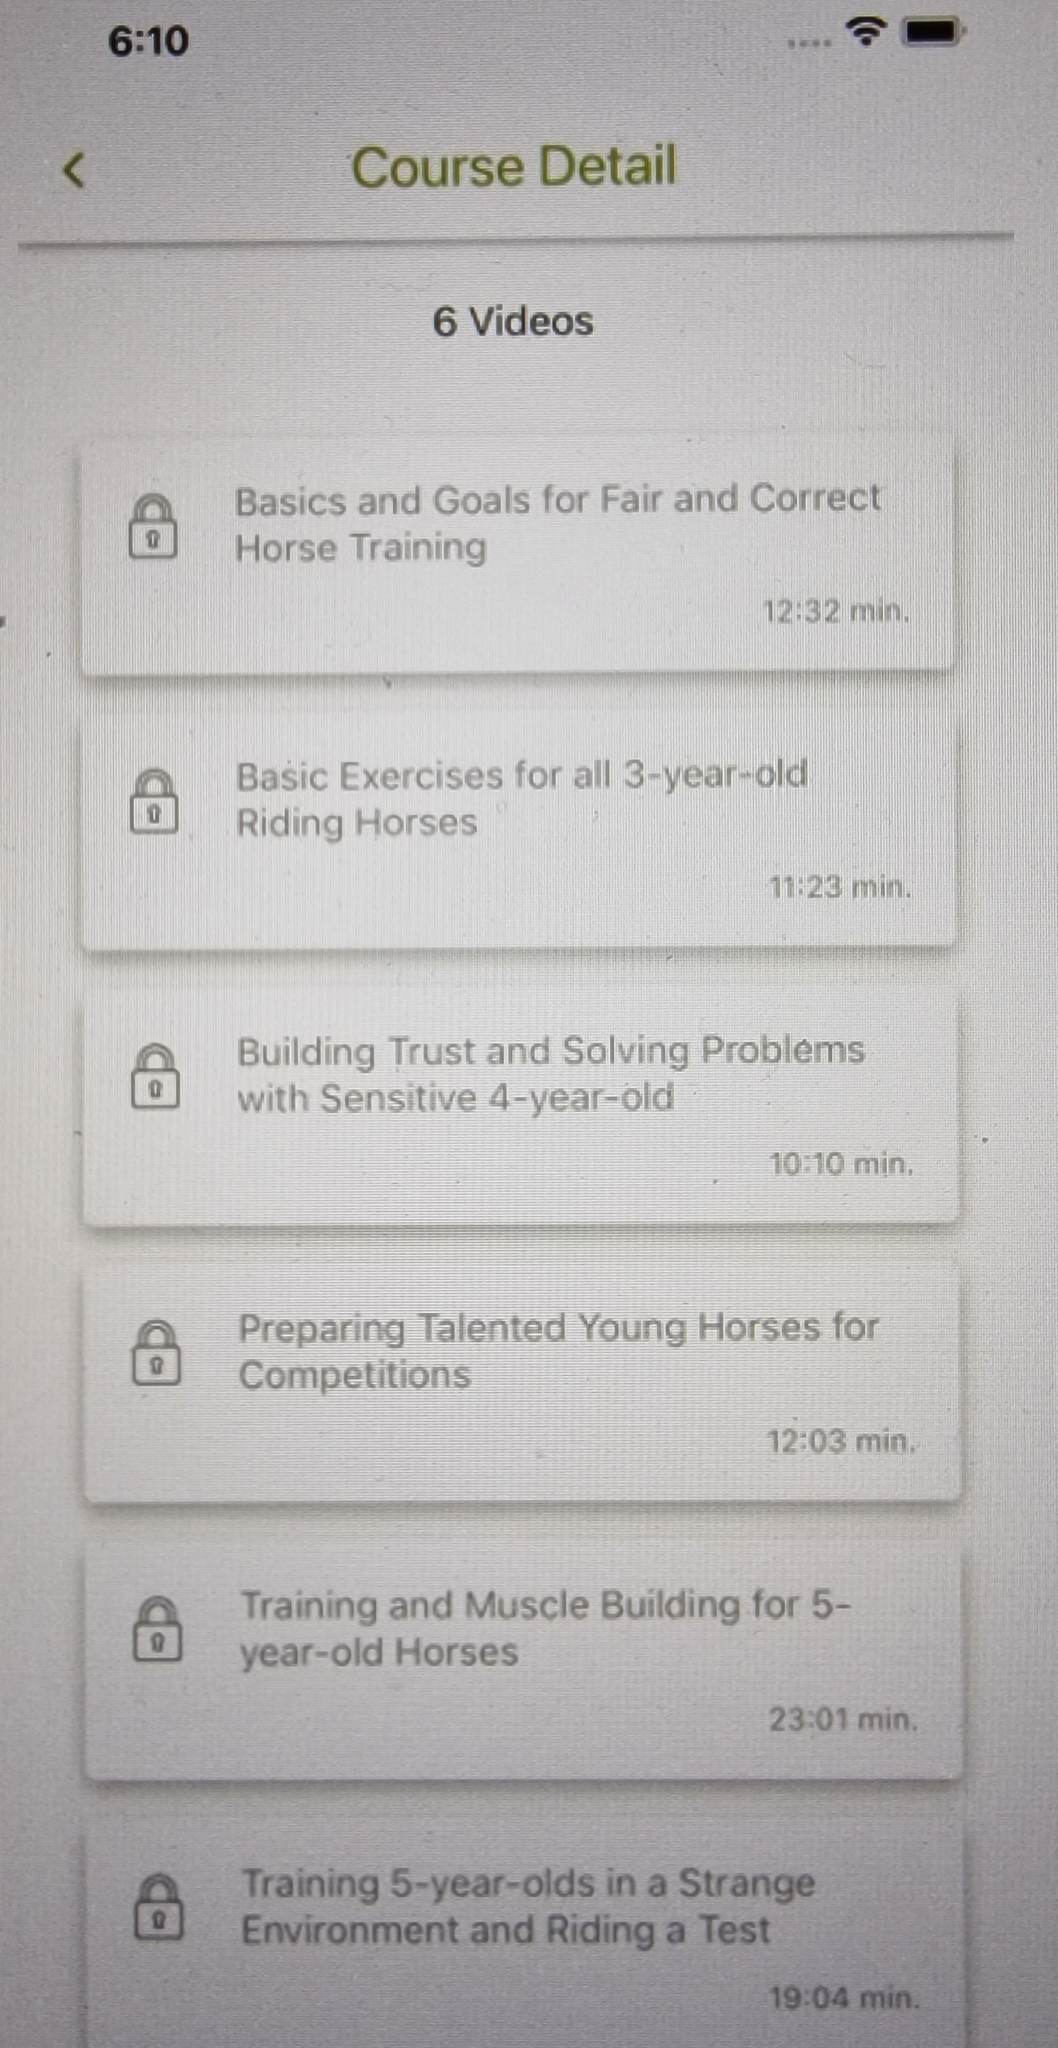 6:10
Course Detail
6 Videos
Basics and Goals for Fair and Correct
Horse Training
12:32 min.
Basic Exercises for all 3-year-old
Riding Horses
11:23 min.
Building Trust and Solving Problems
with Sensitive 4-year-old
10:10 min.
Preparing Talented Young Horses for
Competitions
12:03 min.
Training and Muscle Building for 5-
year-old Horses
23:01 min.
Training 5-year-olds in a Strange
Environment and Riding a Test
19:04 min.